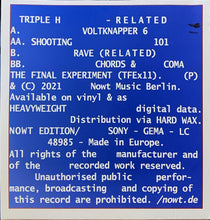 TRIPLE H - RELATED
A. VOLTKNAPPER 6
AA. SHOOTING 101
B. RAVE (RELATED)
BB. CHORDS & COMA
THE FINAL EXPERIMENT (TFEx11). (P)
& (C) 2021 Nowt Music Berlin.
Available on vinyl & as
HEAVYWEIGHT digital data.
Distribution via HARD WAX.
NOWT EDITION/ SONY - GEMA - LC
48985 - Made in Europe.
All rights of the manufacturer and
of the recorded work reserved.
Unauthorised public perfor-
mance, broadcasting and copying of
this record are prohibited. /nowt.de